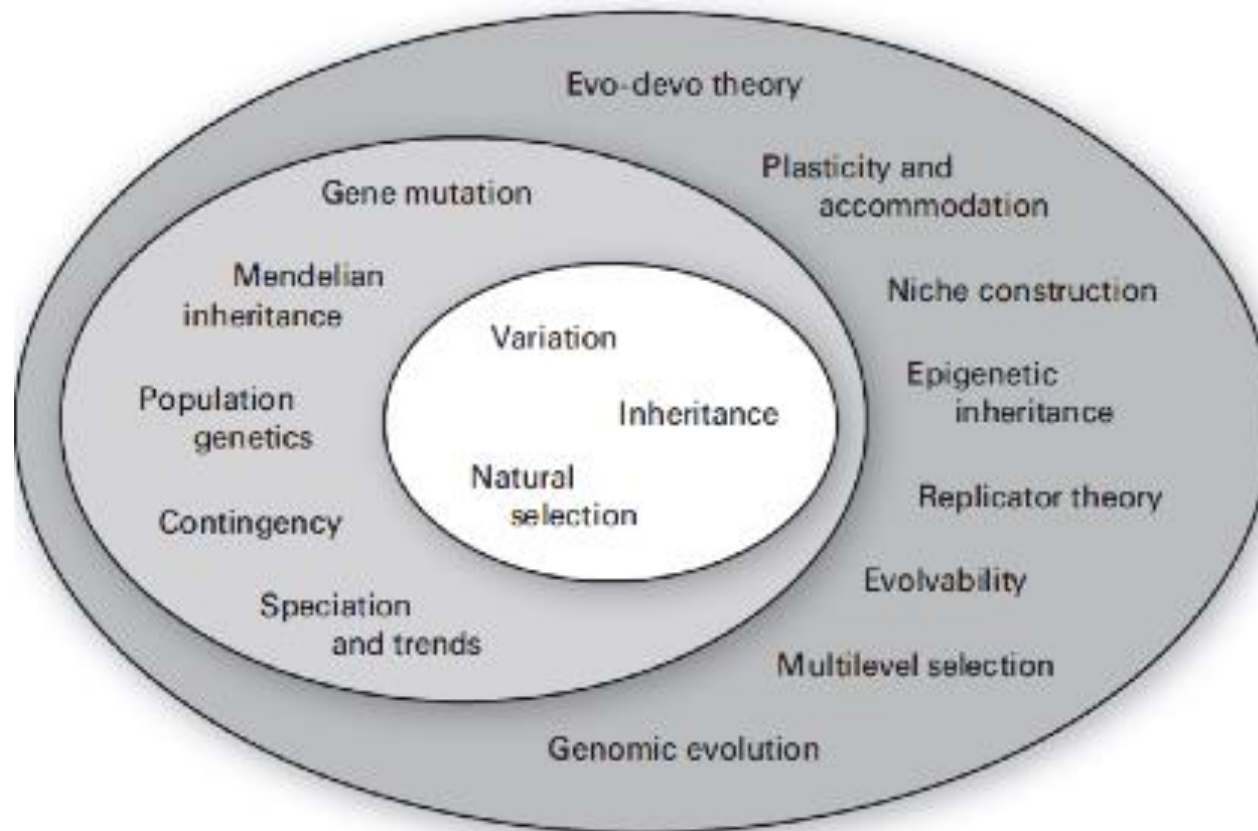 Evo-devo theory
Plasticity and
accommodation
Gene mutation
Mendelian
inheritance
Niche construction
Variation
Population
genetics
Inheritance
Epigenetic
inheritance
Natural
selection
Replicator theory
Contingency
Evolvability
Speciation
and trends
Multilevel selection
Genomic evolution